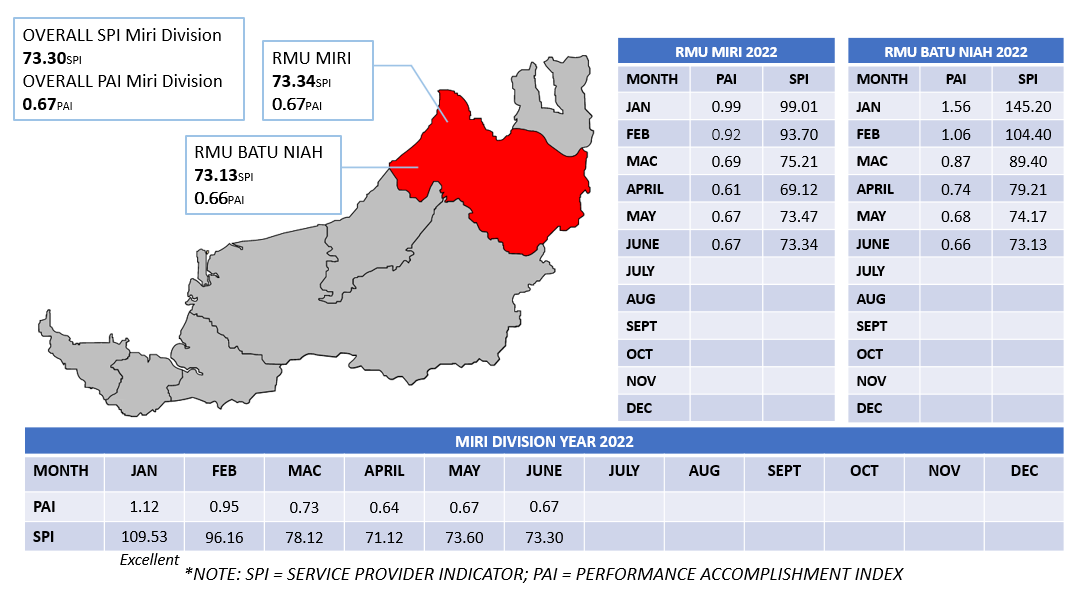 OVERALL SPI Miri Division
73.30SPI
OVERALL PAI Miri Division
0.67PAI
RMU MIRI
73.34SPI
0.67PAI
RMU BATU NIAH
73.13SPI
0.66PAI
RMU MIRI 2022
MONTH PAI SPI
JAN 0.99 99.01
FEB 0.92 93.70
MAC 0.69 75.21
APRIL 0.61 69.12
MAY 0.67 73.47
JUNE 0.67 73.34
JULY
AUG
SEPT
OCT
NOV
DEC
RMU BATU NIAH 2022
MONTH PAI SPI
JAN 1.56 145.20
FEB 1.06 104.40
MAC 0.87 89.40
APRIL 0.74 79.21
MAY 0.68 74.17
JUNE 0.66 73.13
JULY
AUG
SEPT
OCT
NOV
DEC
MIRI DIVISION YEAR 2022
MONTH JAN FEB MAC APRIL MAY JUNE JULY AUG SEPT OCT NOV DEC
PAI 1.12 0.95 0.73 0.64 0.67 0.67
SPI 109.53 96.16 78.12 71.12 73.60 73.30
Excellent
*NOTE: SPI = SERVICE PROVIDER INDICATOR; PAI = PERFORMANCE ACCOMPLISHMENT INDEX